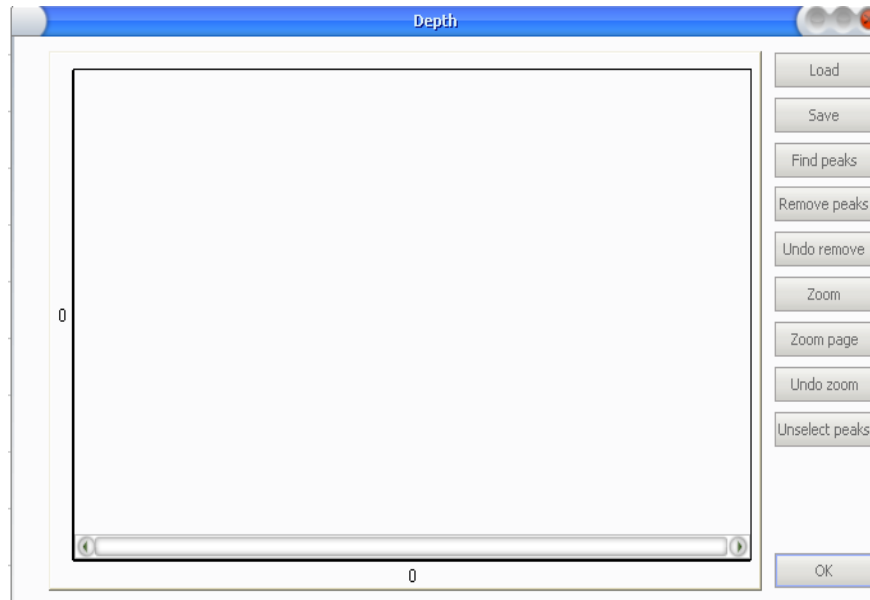 Depth
Load
Save
Find peaks
Remove peaks
Undo remove
Zoom
0
Zoom page
Undo zoom
Unselect peaks
0
OK